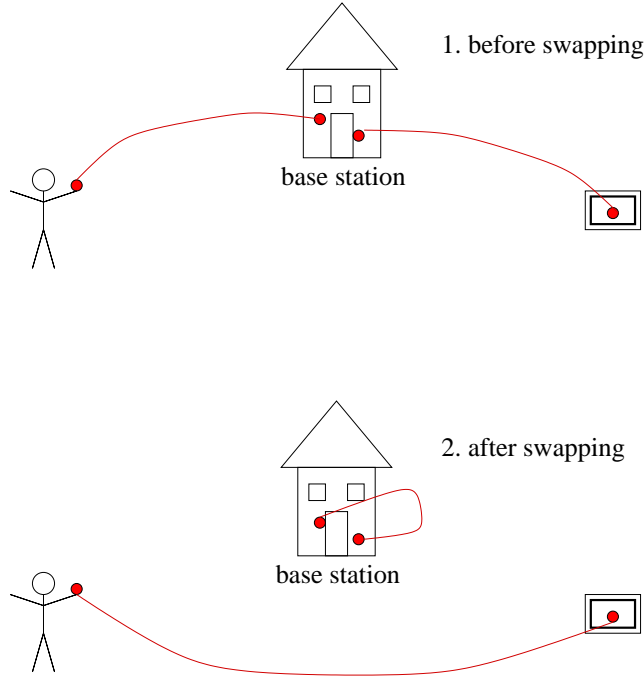 1. before swapping
base station
2. after swapping
base station